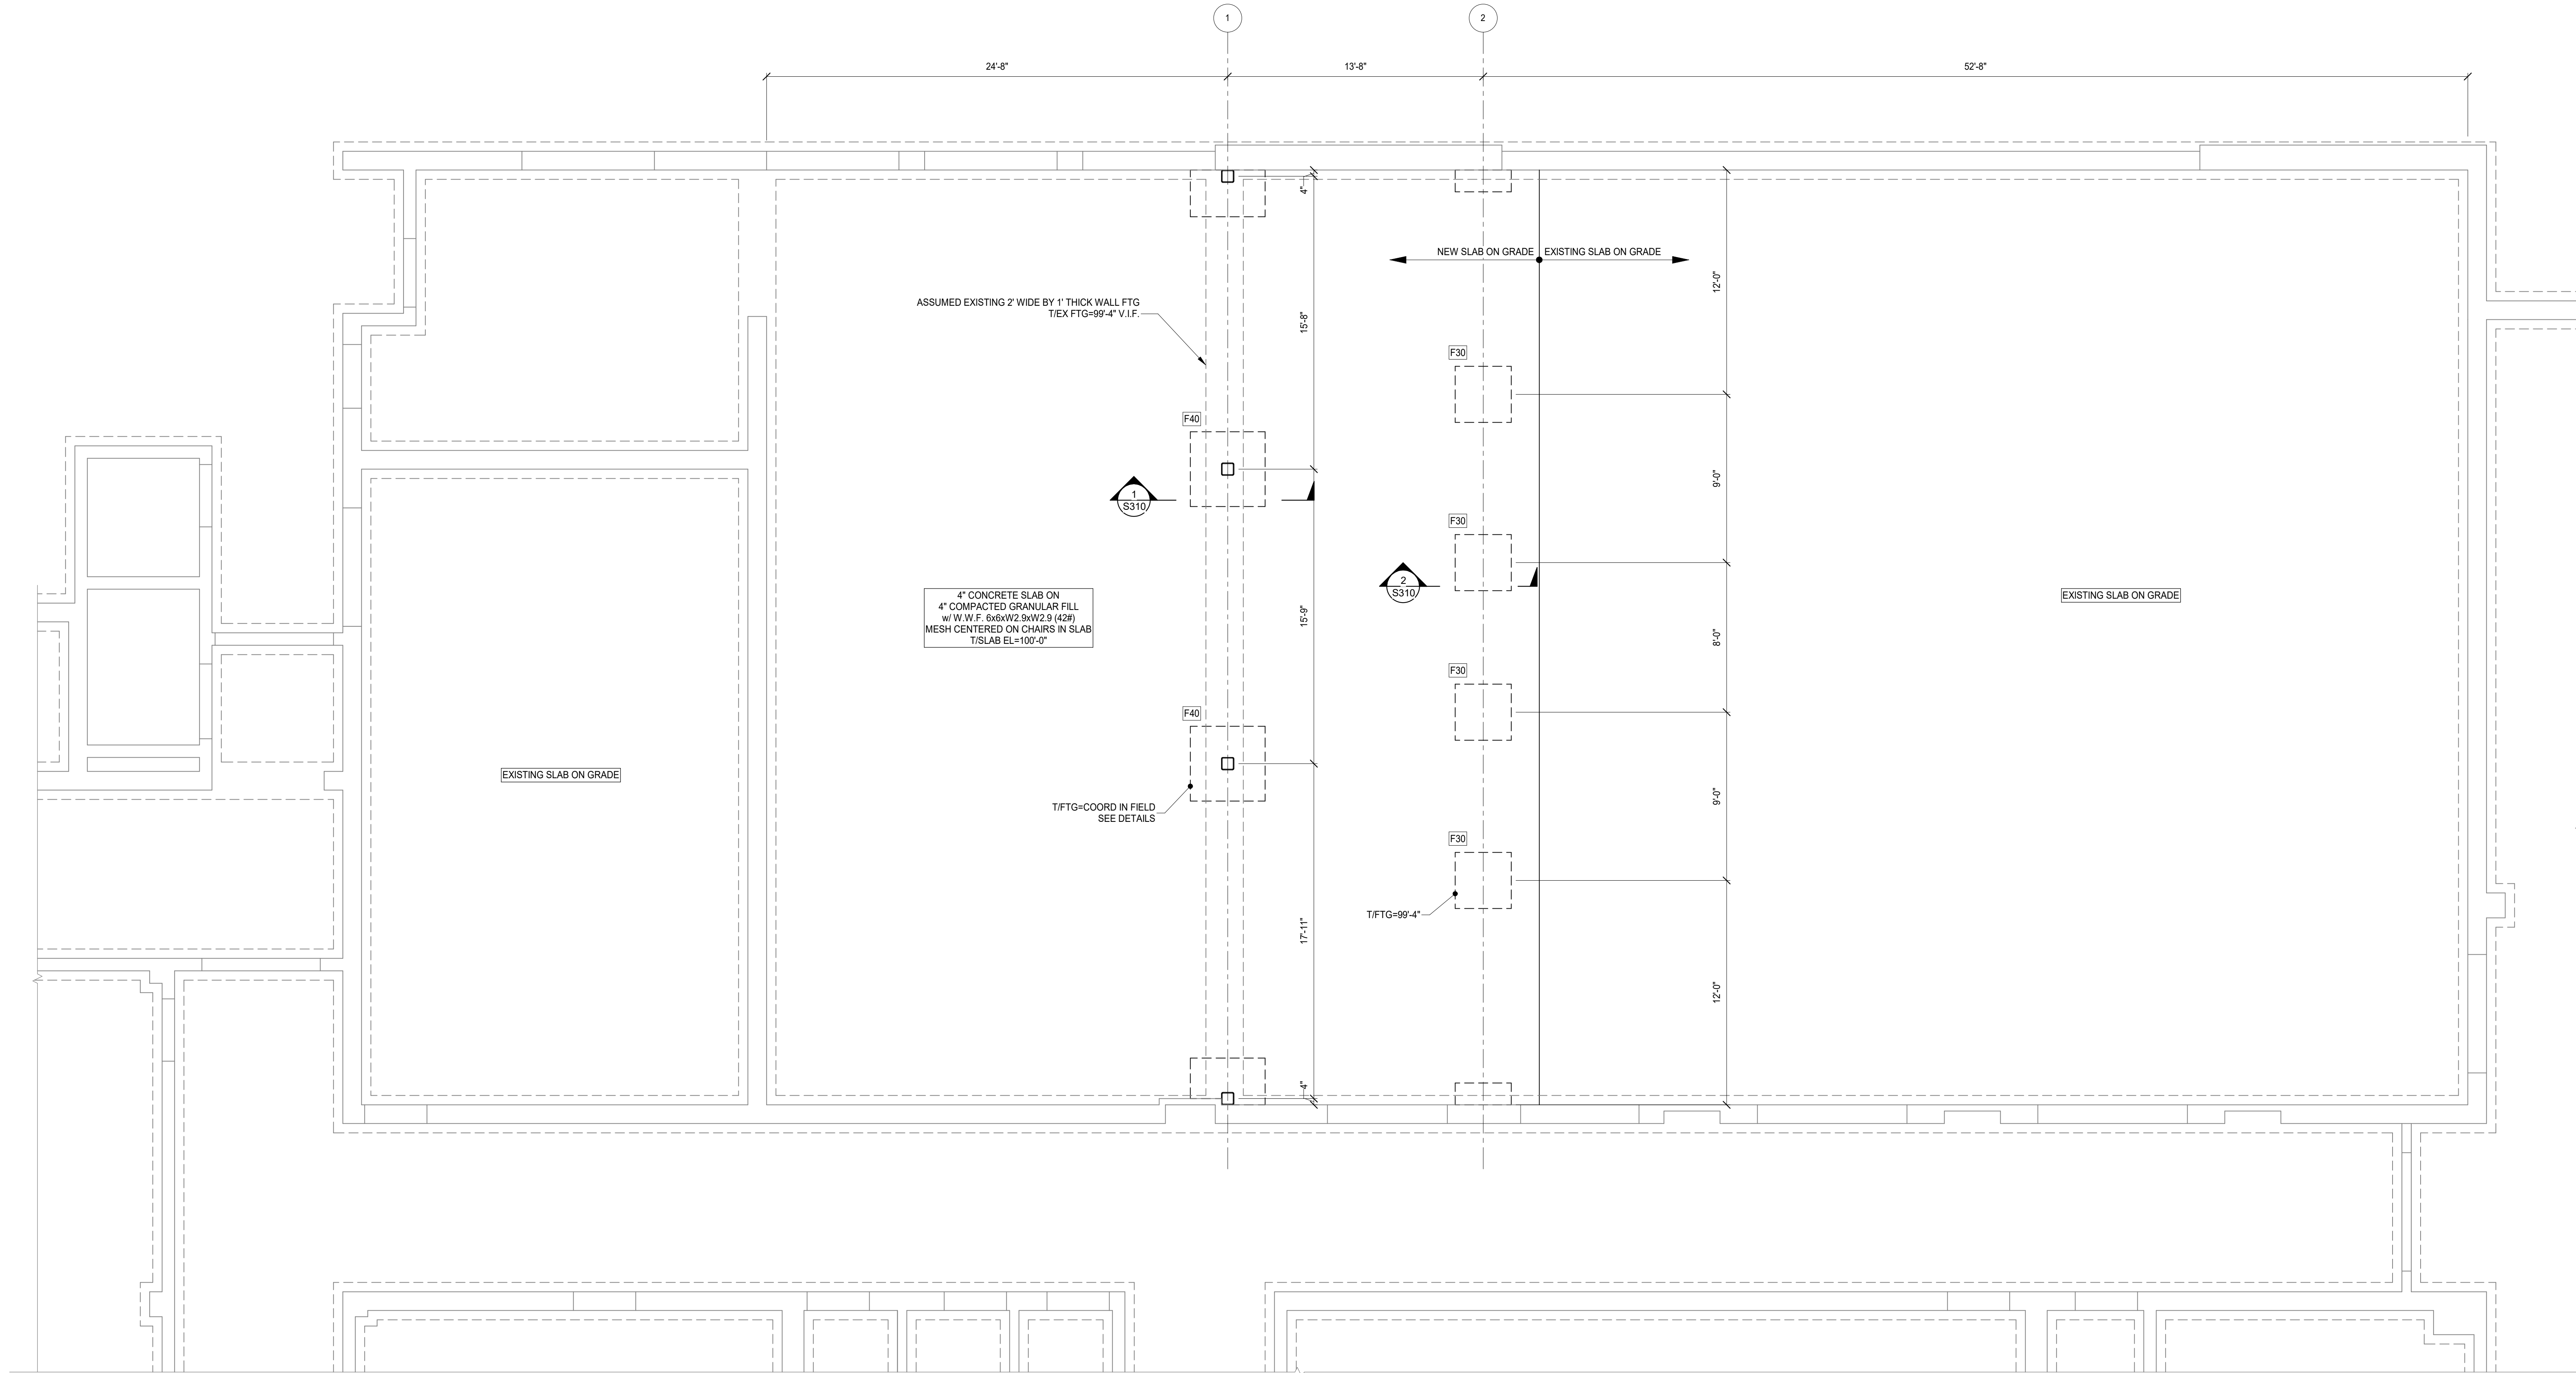 1
2
24'-8"
13'-8"
52'-8"
4"
NEW SLAB ON GRADE
EXISTING SLAB ON GRADE
12'-0"
ASSUMED EXISTING 2' WIDE BY 1' THICK WALL FTG
T/EX FTG=99'-4" V.I.F.
15'-8"
F30
F40
9'-0"
1
S310
F30
2
S310
4" CONCRETE SLAB ON
4" COMPACTED GRANULAR FILL
w/ W.W.F. 6x6xW2.9xW2.9 (42#)
MESH CENTERED ON CHAIRS IN SLAB
T/SLAB EL=100'-0"
15'-9"
EXISTING SLAB ON GRADE
8'-0"
F30
F40
EXISTING SLAB ON GRADE
9'-0"
T/FTG=COORD IN FIELD
SEE DETAILS
F30
T/FTG=99'-4"
17'-11"
12'-0"
4"